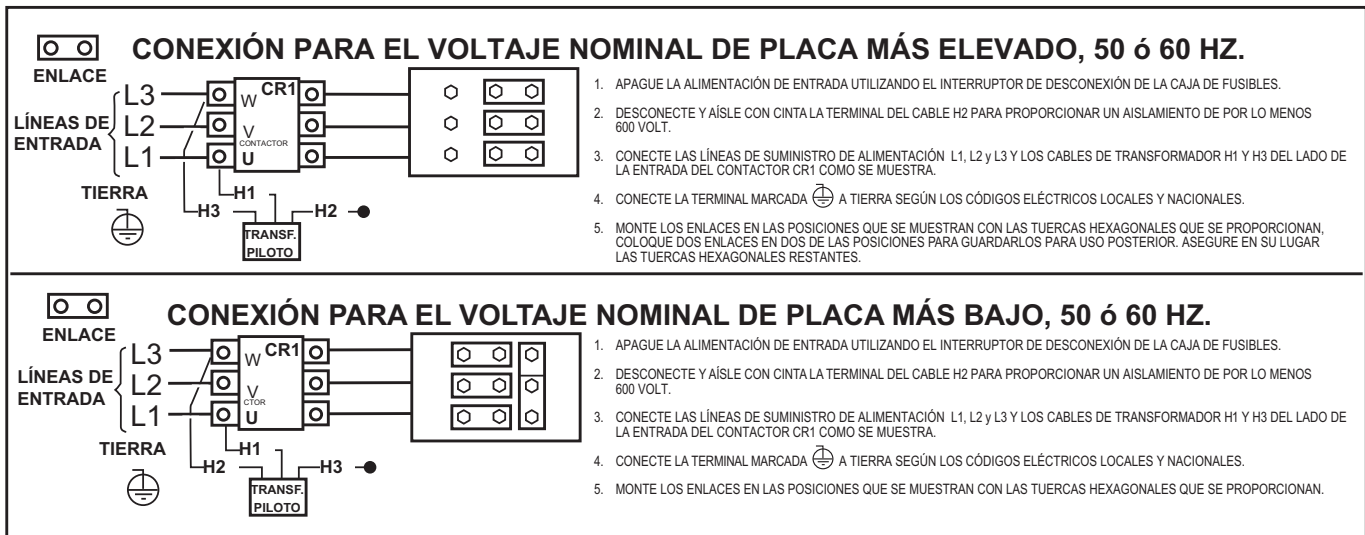 CONEXIÓN PARA EL VOLTAJE NOMINAL DE PLACA MÁS ELEVADO, 50 ó 60 HZ.
ENLACE
L3
L2
L1
LÍNEAS DE
ENTRADA
TIERRA
W
CR1
V
CONTACTOR
U
H1
H3
H2
TRANSF.
PILOTO
1. APAGUE LA ALIMENTACIÓN DE ENTRADA UTILIZANDO EL INTERRUPTOR DE DESCONEXIÓN DE LA CAJA DE FUSIBLES.
2. DESCONECTE Y AÍSLE CON CINTA LA TERMINAL DEL CABLE H2 PARA PROPORCIONAR UN AISLAMIENTO DE POR LO MENOS
600 VOLT.
3. CONECTE LAS LÍNEAS DE SUMINISTRO DE ALIMENTACIÓN L1, L2 y L3 Y LOS CABLES DE TRANSFORMADOR H1 Y H3 DEL LADO DE
LA ENTRADA DEL CONTACTOR CR1 COMO SE MUESTRA.
4. CONECTE LA TERMINAL MARCADA A TIERRA SEGÚN LOS CÓDIGOS ELÉCTRICOS LOCALES Y NACIONALES.
5. MONTE LOS ENLACES EN LAS POSICIONES QUE SE MUESTRAN CON LAS TUERCAS HEXAGONALES QUE SE PROPORCIONAN,
COLOQUE DOS ENLACES EN DOS DE LAS POSICIONES PARA GUARDARLOS PARA USO POSTERIOR. ASEGURE EN SU LUGAR
LAS TUERCAS HEXAGONALES RESTANTES.
CONEXIÓN PARA EL VOLTAJE NOMINAL DE PLACA MÁS BAJO, 50 ó 60 HZ.
ENLACE
L3
L2
L1
LÍNEAS DE
ENTRADA
TIERRA
W
CR1
V
CTOR
U
H1
H2
H3
TRANSF.
PILOTO
1. APAGUE LA ALIMENTACIÓN DE ENTRADA UTILIZANDO EL INTERRUPTOR DE DESCONEXIÓN DE LA CAJA DE FUSIBLES.
2. DESCONECTE Y AÍSLE CON CINTA LA TERMINAL DEL CABLE H2 PARA PROPORCIONAR UN AISLAMIENTO DE POR LO MENOS
600 VOLT.
3. CONECTE LAS LÍNEAS DE SUMINISTRO DE ALIMENTACIÓN L1, L2 y L3 Y LOS CABLES DE TRANSFORMADOR H1 Y H3 DEL LADO DE
LA ENTRADA DEL CONTACTOR CR1 COMO SE MUESTRA.
4. CONECTE LA TERMINAL MARCADA A TIERRA SEGÚN LOS CÓDIGOS ELÉCTRICOS LOCALES Y NACIONALES.
5. MONTE LOS ENLACES EN LAS POSICIONES QUE SE MUESTRAN CON LAS TUERCAS HEXAGONALES QUE SE PROPORCIONAN.